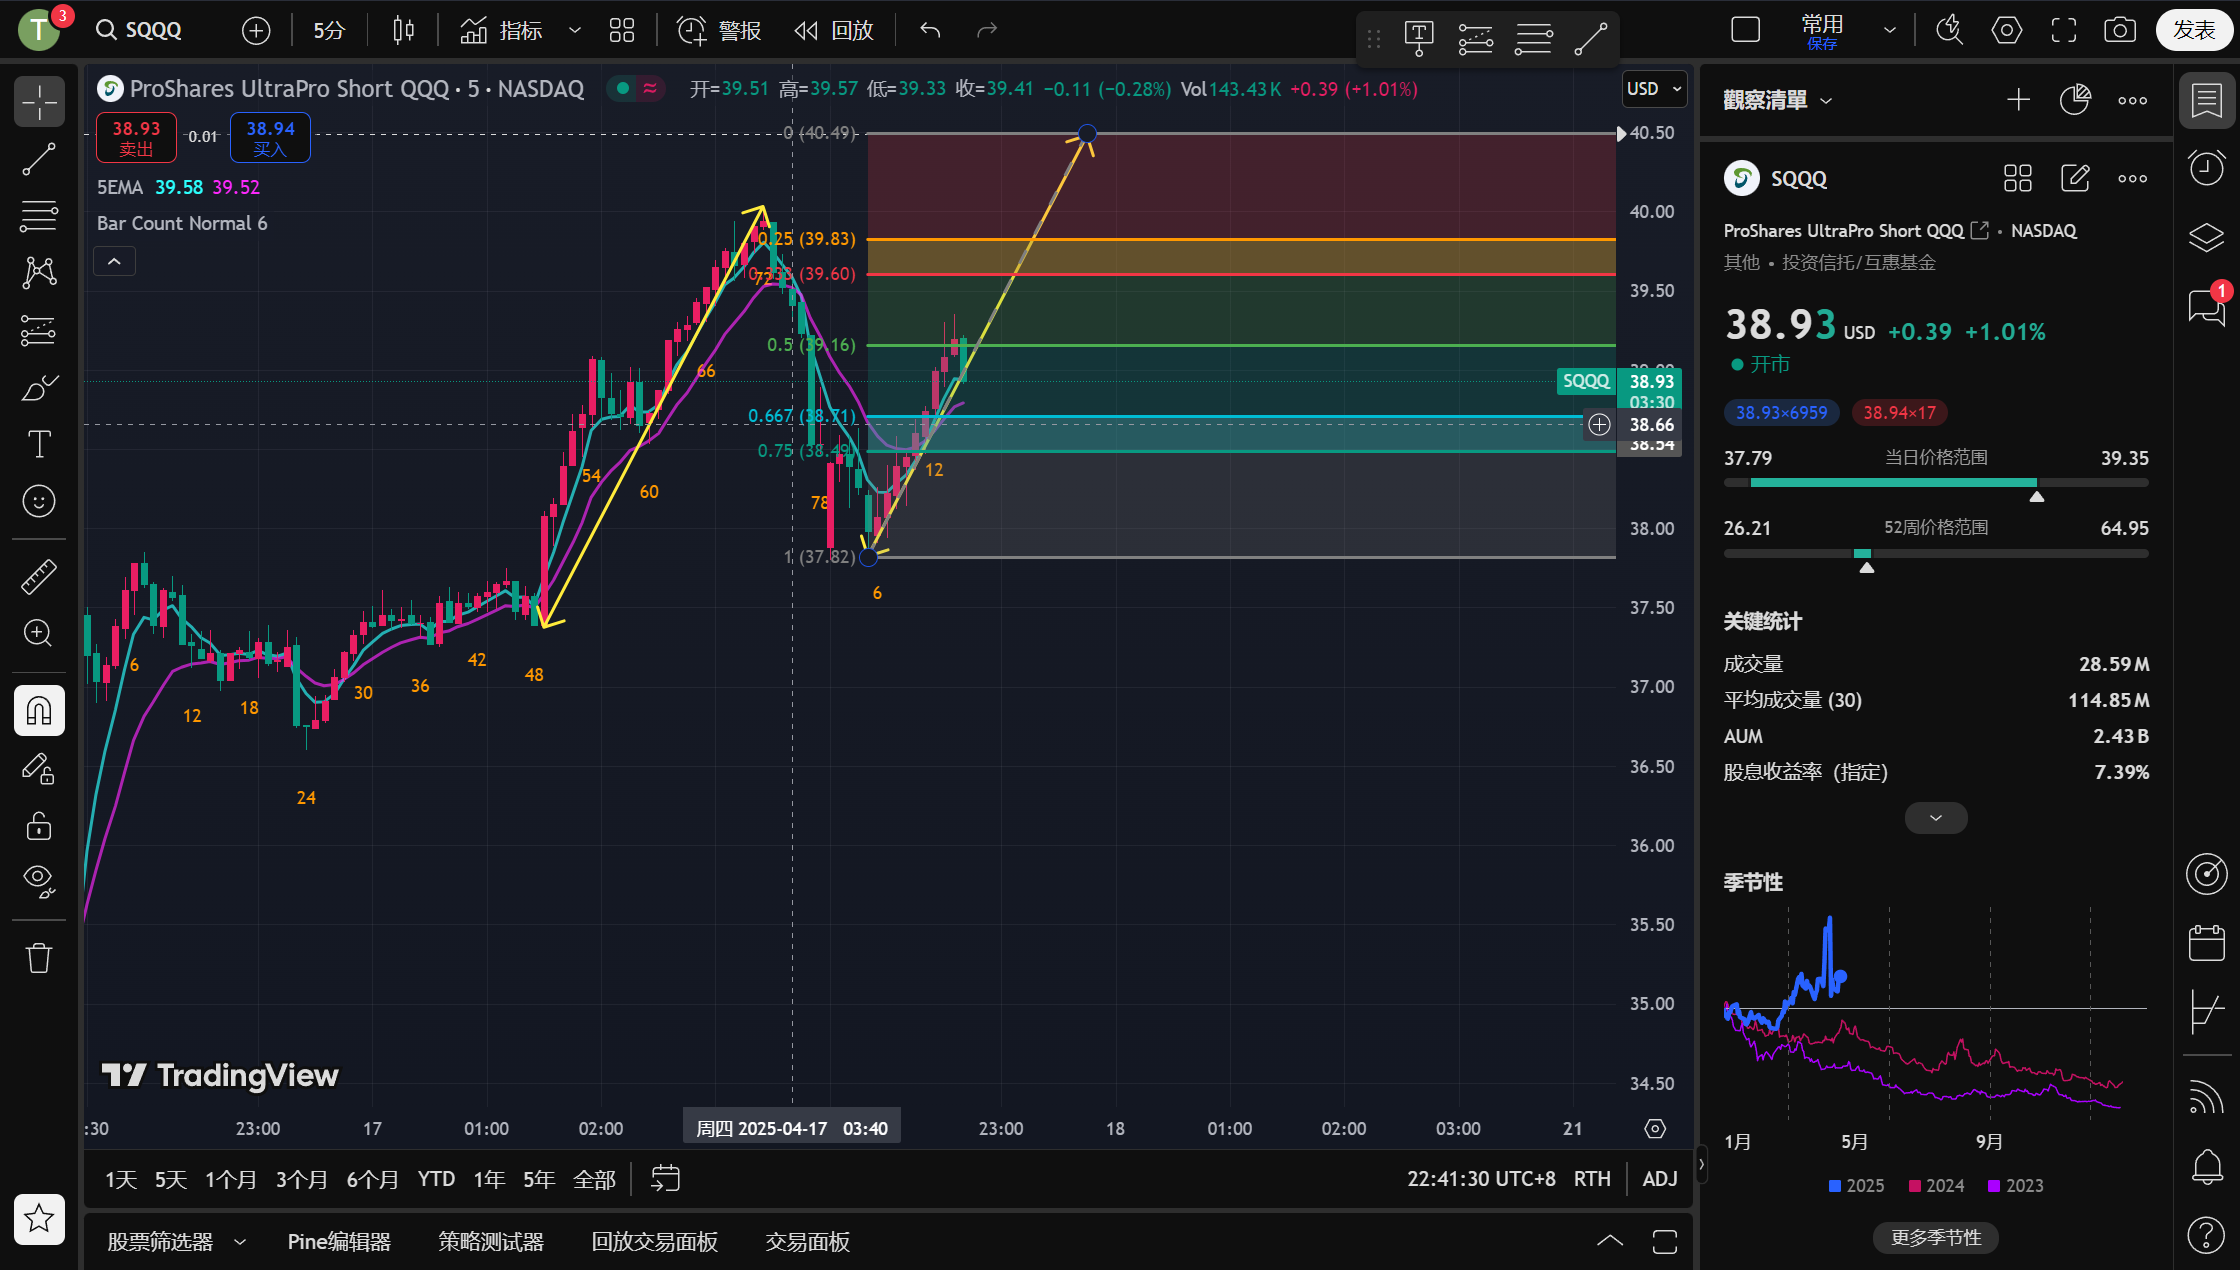 T 3 SQQQ 5分 指标 警报 回放 常用 保存 发表
ProShares UltraPro Short QQQ · 5 · NASDAQ 开=39.51 高=39.57 低=39.33 收=39.41 −0.11 (−0.28%) Vol143.43K +0.39 (+1.01%)
USD
38.93 卖出 0.01 38.94 买入
5EMA 39.58 39.52
Bar Count Normal 6
0 (40.49)
0.25 (39.83)
0.333 (39.60)
0.5 (39.16)
0.667 (38.71)
0.75 (38.49)
1 (37.82)
6
12
18
24
30
36
42
48
54
60
66
72
78
6
12
40.50
40.00
39.50
SQQQ 38.93
03:30
38.66
38.54
38.00
37.50
37.00
36.50
36.00
35.50
35.00
34.50
TradingView
:30 23:00 17 01:00 02:00 周四 2025-04-17 03:40 23:00 18 01:00 02:00 03:00 21
1天 5天 1个月 3个月 6个月 YTD 1年 5年 全部 22:41:30 UTC+8 RTH ADJ
股票筛选器 Pine编辑器 策略测试器 回放交易面板 交易面板
觀察清單
SQQQ
ProShares UltraPro Short QQQ • NASDAQ
其他 • 投资信托/互惠基金
38.93 USD +0.39 +1.01%
开市
38.93×6959 38.94×17
37.79 当日价格范围 39.35
26.21 52周价格范围 64.95
关键统计
成交量 28.59M
平均成交量 (30) 114.85M
AUM 2.43B
股息收益率 (指定) 7.39%
季节性
1月 5月 9月
2025 2024 2023
更多季节性
1